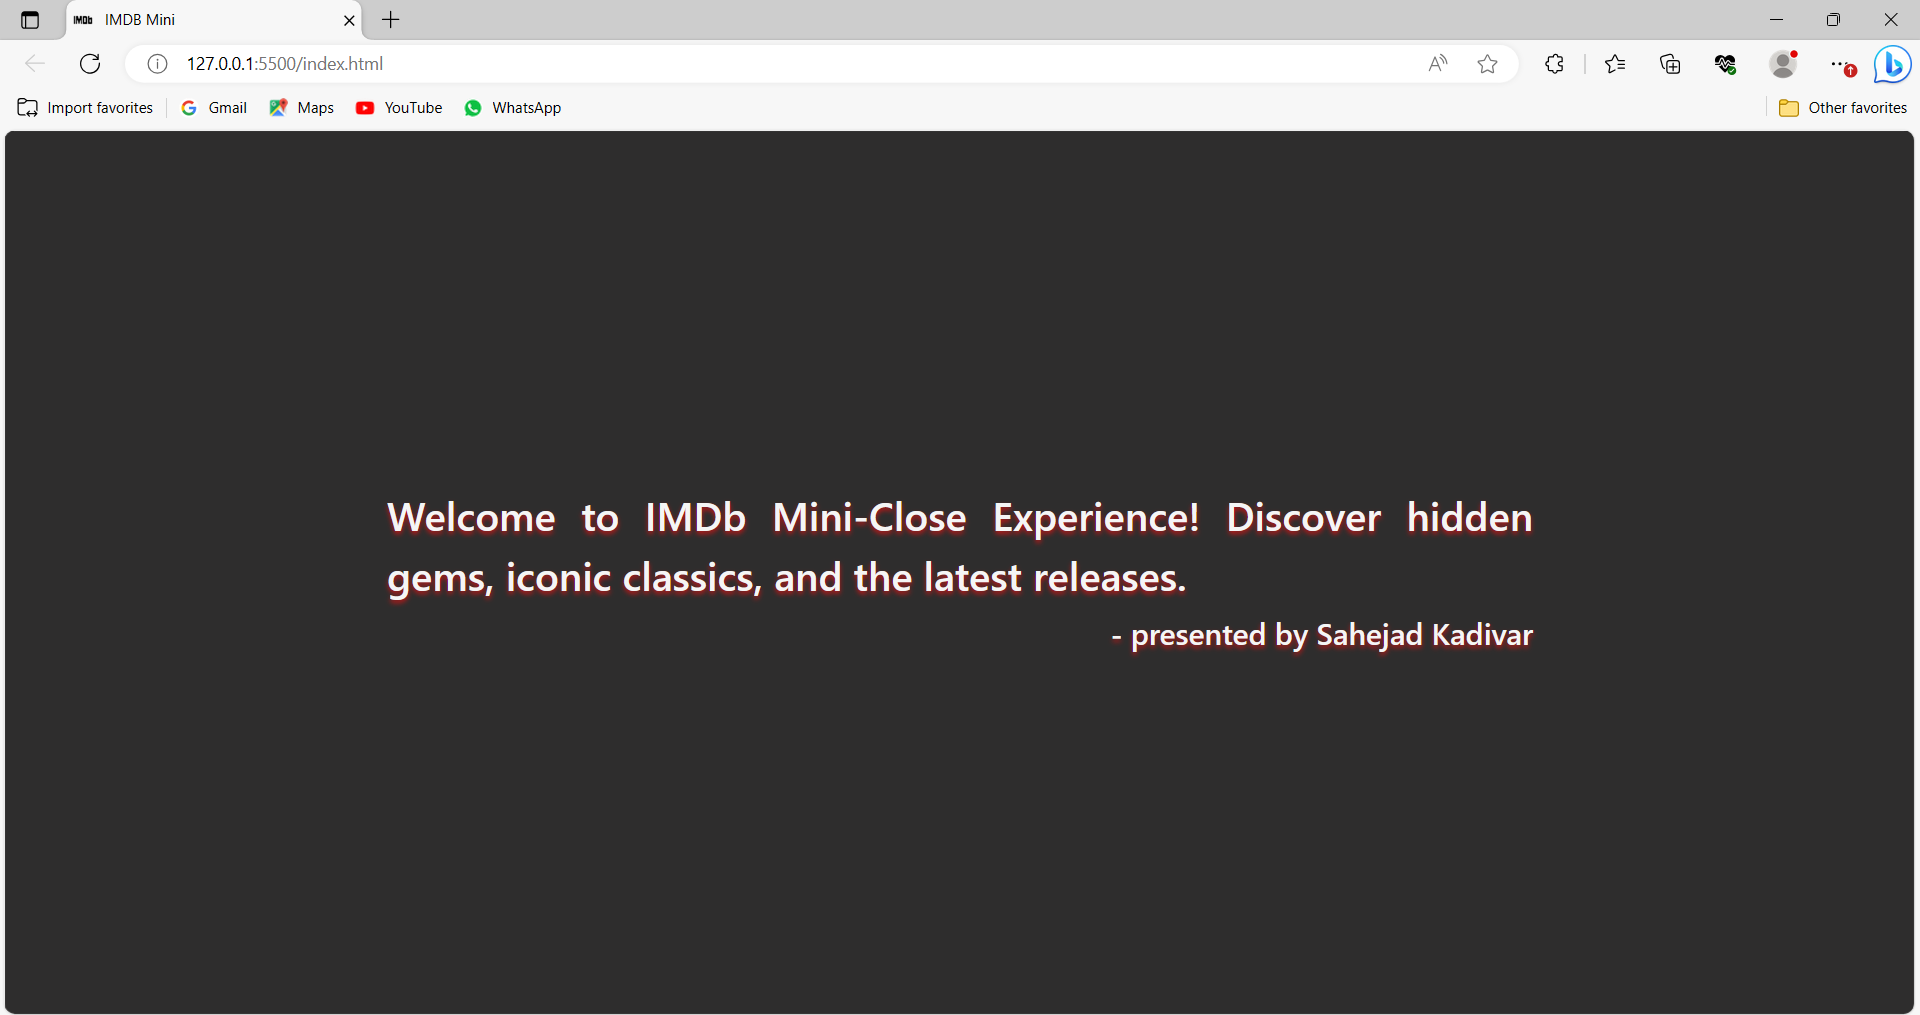 IMDb IMDB Mini
127.0.0.1:5500/index.html
Import favorites Gmail Maps YouTube WhatsApp Other favorites
Welcome to IMDb Mini-Close Experience! Discover hidden
gems, iconic classics, and the latest releases.
- presented by Sahejad Kadivar